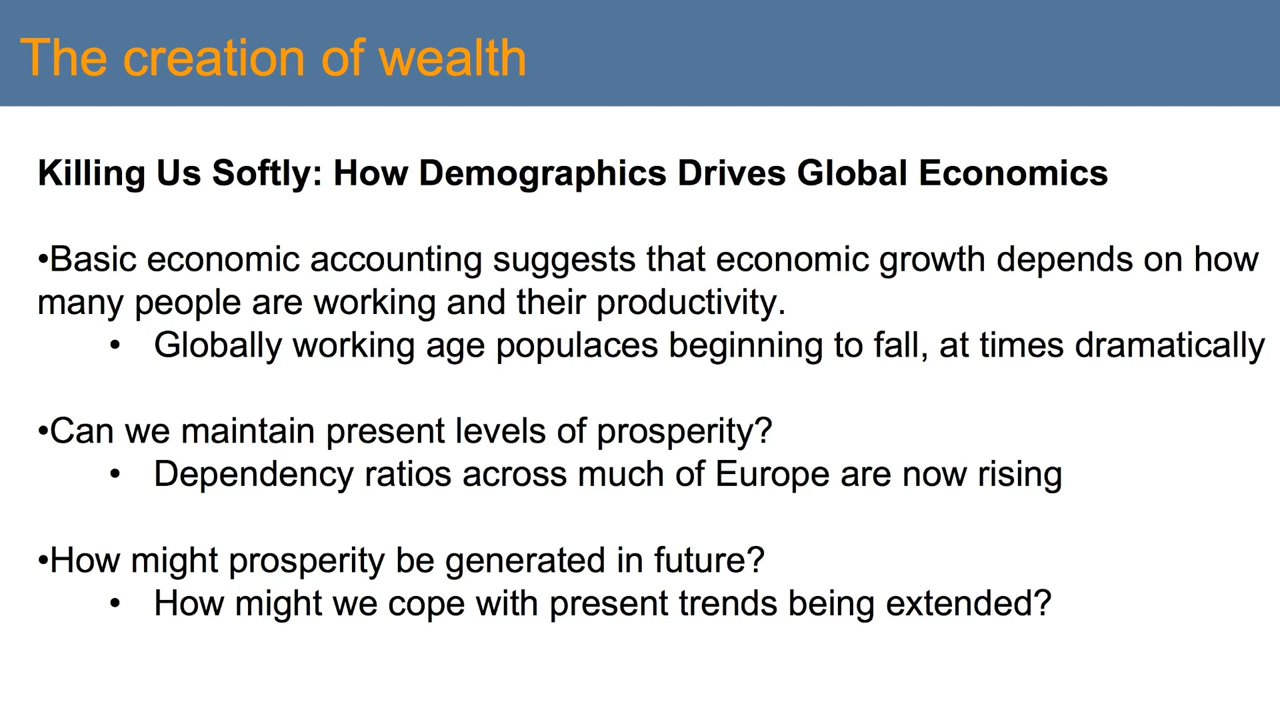 The creation of wealth
Killing Us Softly: How Demographics Drives Global Economics
•Basic economic accounting suggests that economic growth depends on how
many people are working and their productivity.
• Globally working age populaces beginning to fall, at times dramatically
•Can we maintain present levels of prosperity?
• Dependency ratios across much of Europe are now rising
•How might prosperity be generated in future?
• How might we cope with present trends being extended?